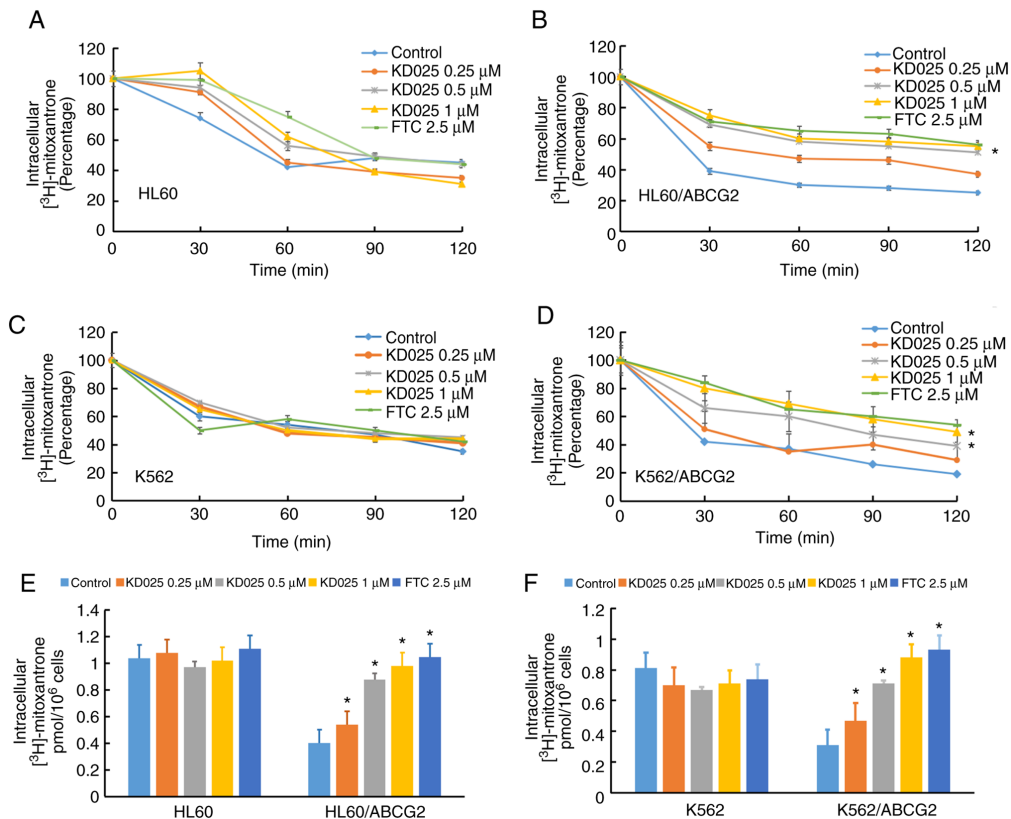 A
Intracellular
[³H]-mitoxantrone
(Percentage)
120
100
80
60
40
20
0
Control
KD025 0.25 μM
KD025 0.5 μM
KD025 1 μM
FTC 2.5 μM
HL60
0 30 60 90 120
Time (min)
B
Intracellular
[³H]-mitoxantrone
(Percentage)
120
100
80
60
40
20
0
Control
KD025 0.25 μM
KD025 0.5 μM
KD025 1 μM
FTC 2.5 μM
*
HL60/ABCG2
0 30 60 90 120
Time (min)
C
Intracellular
[³H]-mitoxantrone
(Percentage)
120
100
80
60
40
20
0
Control
KD025 0.25 μM
KD025 0.5 μM
KD025 1 μM
FTC 2.5 μM
K562
0 30 60 90 120
Time (min)
D
Intracellular
[³H]-mitoxantrone
(Percentage)
120
100
80
60
40
20
0
Control
KD025 0.25 μM
KD025 0.5 μM
KD025 1 μM
FTC 2.5 μM
*
*
K562/ABCG2
0 30 60 90 120
Time (min)
E
Control KD025 0.25 μM KD025 0.5 μM KD025 1 μM FTC 2.5 μM
Intracellular
[³H]-mitoxantrone
pmol/10⁶ cells
1.4
1.2
1
0.8
0.6
0.4
0.2
0
* * * *
HL60 HL60/ABCG2
F
Control KD025 0.25 μM KD025 0.5 μM KD025 1 μM FTC 2.5 μM
Intracellular
[³H]-mitoxantrone
pmol/10⁶ cells
1.2
1
0.8
0.6
0.4
0.2
0
* * * *
K562 K562/ABCG2